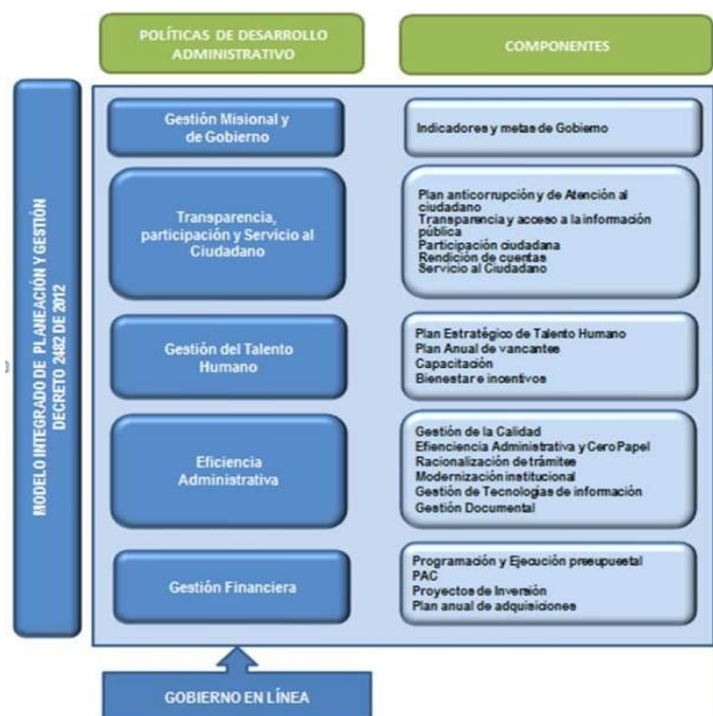 POLÍTICAS DE DESARROLLO
ADMINISTRATIVO
COMPONENTES
MODELO INTEGRADO DE PLANEACIÓN Y GESTIÓN
DECRETO 2482 DE 2012
Gestión Misional y
de Gobierno
Indicadores y metas de Gobierno
Transparencia,
participación y Servicio al
Ciudadano
Plan anticorrupción y de Atención al
ciudadano
Transparencia y acceso a la información
pública
Participación ciudadana
Rendición de cuentas
Servicio al Ciudadano
Gestión del Talento
Humano
Plan Estratégico de Talento Humano
Plan Anual de vancantes
Capacitación
Bienestar e incentivos
Eficiencia
Administrativa
Gestión de la Calidad
Efienciencia Administrativa y Cero Papel
Racionalización de trámites
Modernización institucional
Gestión de Tecnologías de información
Gestión Documental
Gestión Financiera
Programación y Ejecución presupuestal
PAC
Proyectos de Inversión
Plan anual de adquisiciones
GOBIERNO EN LÍNEA